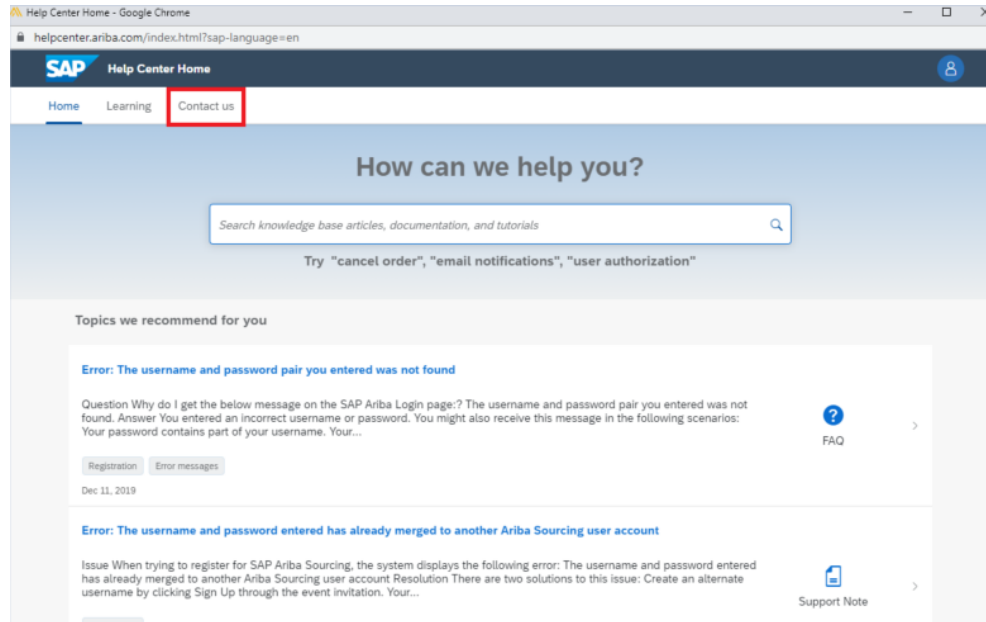 Help Center Home - Google Chrome
helpcenter.ariba.com/index.html?sap-language=en
SAP Help Center Home
Home Learning Contact us
How can we help you?
Search knowledge base articles, documentation, and tutorials
Try "cancel order", "email notifications", "user authorization"
Topics we recommend for you
Error: The username and password pair you entered was not found
Question Why do I get the below message on the SAP Ariba Login page:? The username and password pair you entered was not
found. Answer You entered an incorrect username or password. You might also receive this message in the following scenarios:
Your password contains part of your username. Your...
FAQ
Registration Error messages
Dec 11, 2019
Error: The username and password entered has already merged to another Ariba Sourcing user account
Issue When trying to register for SAP Ariba Sourcing, the system displays the following error: The username and password entered
has already merged to another Ariba Sourcing user account Resolution There are two solutions to this issue: Create an alternate
username by clicking Sign Up through the event invitation. Your...
Support Note